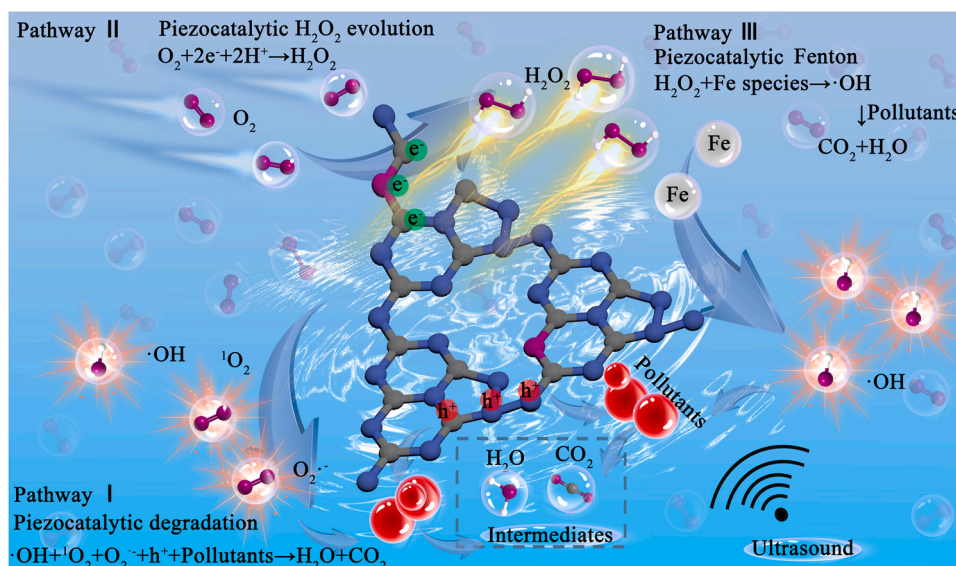 Pathway Ⅱ
Piezocatalytic H₂O₂ evolution
O₂+2e⁻+2H⁺→H₂O₂
O₂
H₂O₂
Pathway Ⅲ
Piezocatalytic Fenton
H₂O₂+Fe species→·OH
↓Pollutants
CO₂+H₂O
Fe
Fe
e⁻
e⁻
e⁻
·OH
¹O₂
O₂·⁻
h⁺
h⁺
h⁺
Pollutants
·OH
H₂O
CO₂
Intermediates
Ultrasound
Pathway Ⅰ
Piezocatalytic degradation
·OH+¹O₂+O₂·⁻+h⁺+Pollutants→H₂O+CO₂